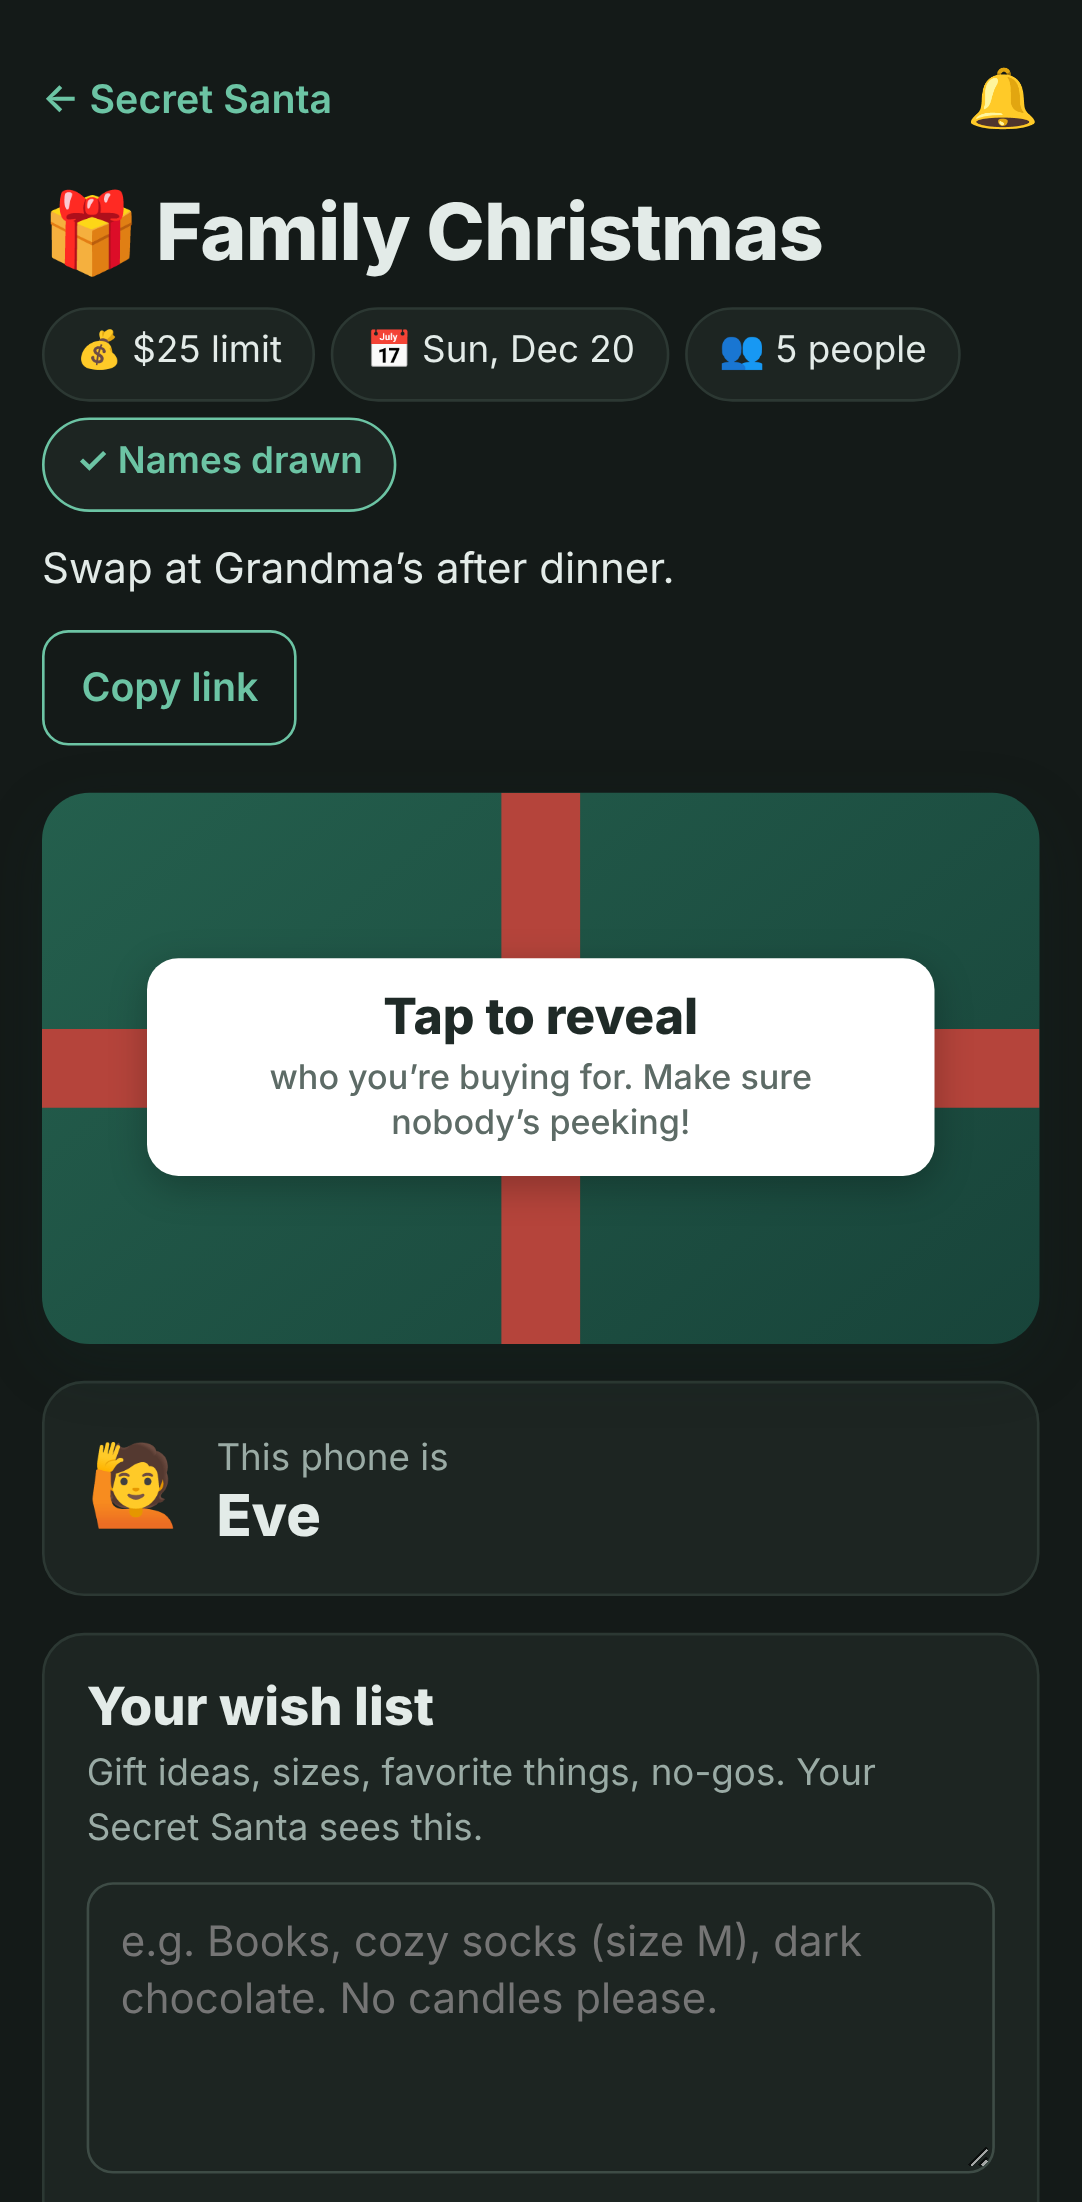 ← Secret Santa
🔔
🎁 Family Christmas
💰 $25 limit
📅 Sun, Dec 20
👥 5 people
✓ Names drawn
Swap at Grandma’s after dinner.
Copy link
Tap to reveal
who you’re buying for. Make sure
nobody’s peeking!
This phone is
Eve
Your wish list
Gift ideas, sizes, favorite things, no-gos. Your
Secret Santa sees this.
e.g. Books, cozy socks (size M), dark
chocolate. No candles please.